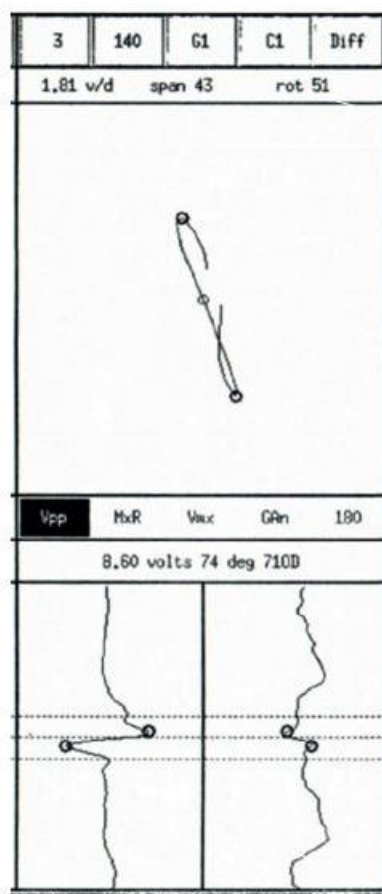 3 140 G1 C1 Diff
1.81 w/d span 43 rot 51
Vpp MxR Vmx GAn 180
8.60 volts 74 deg 710D